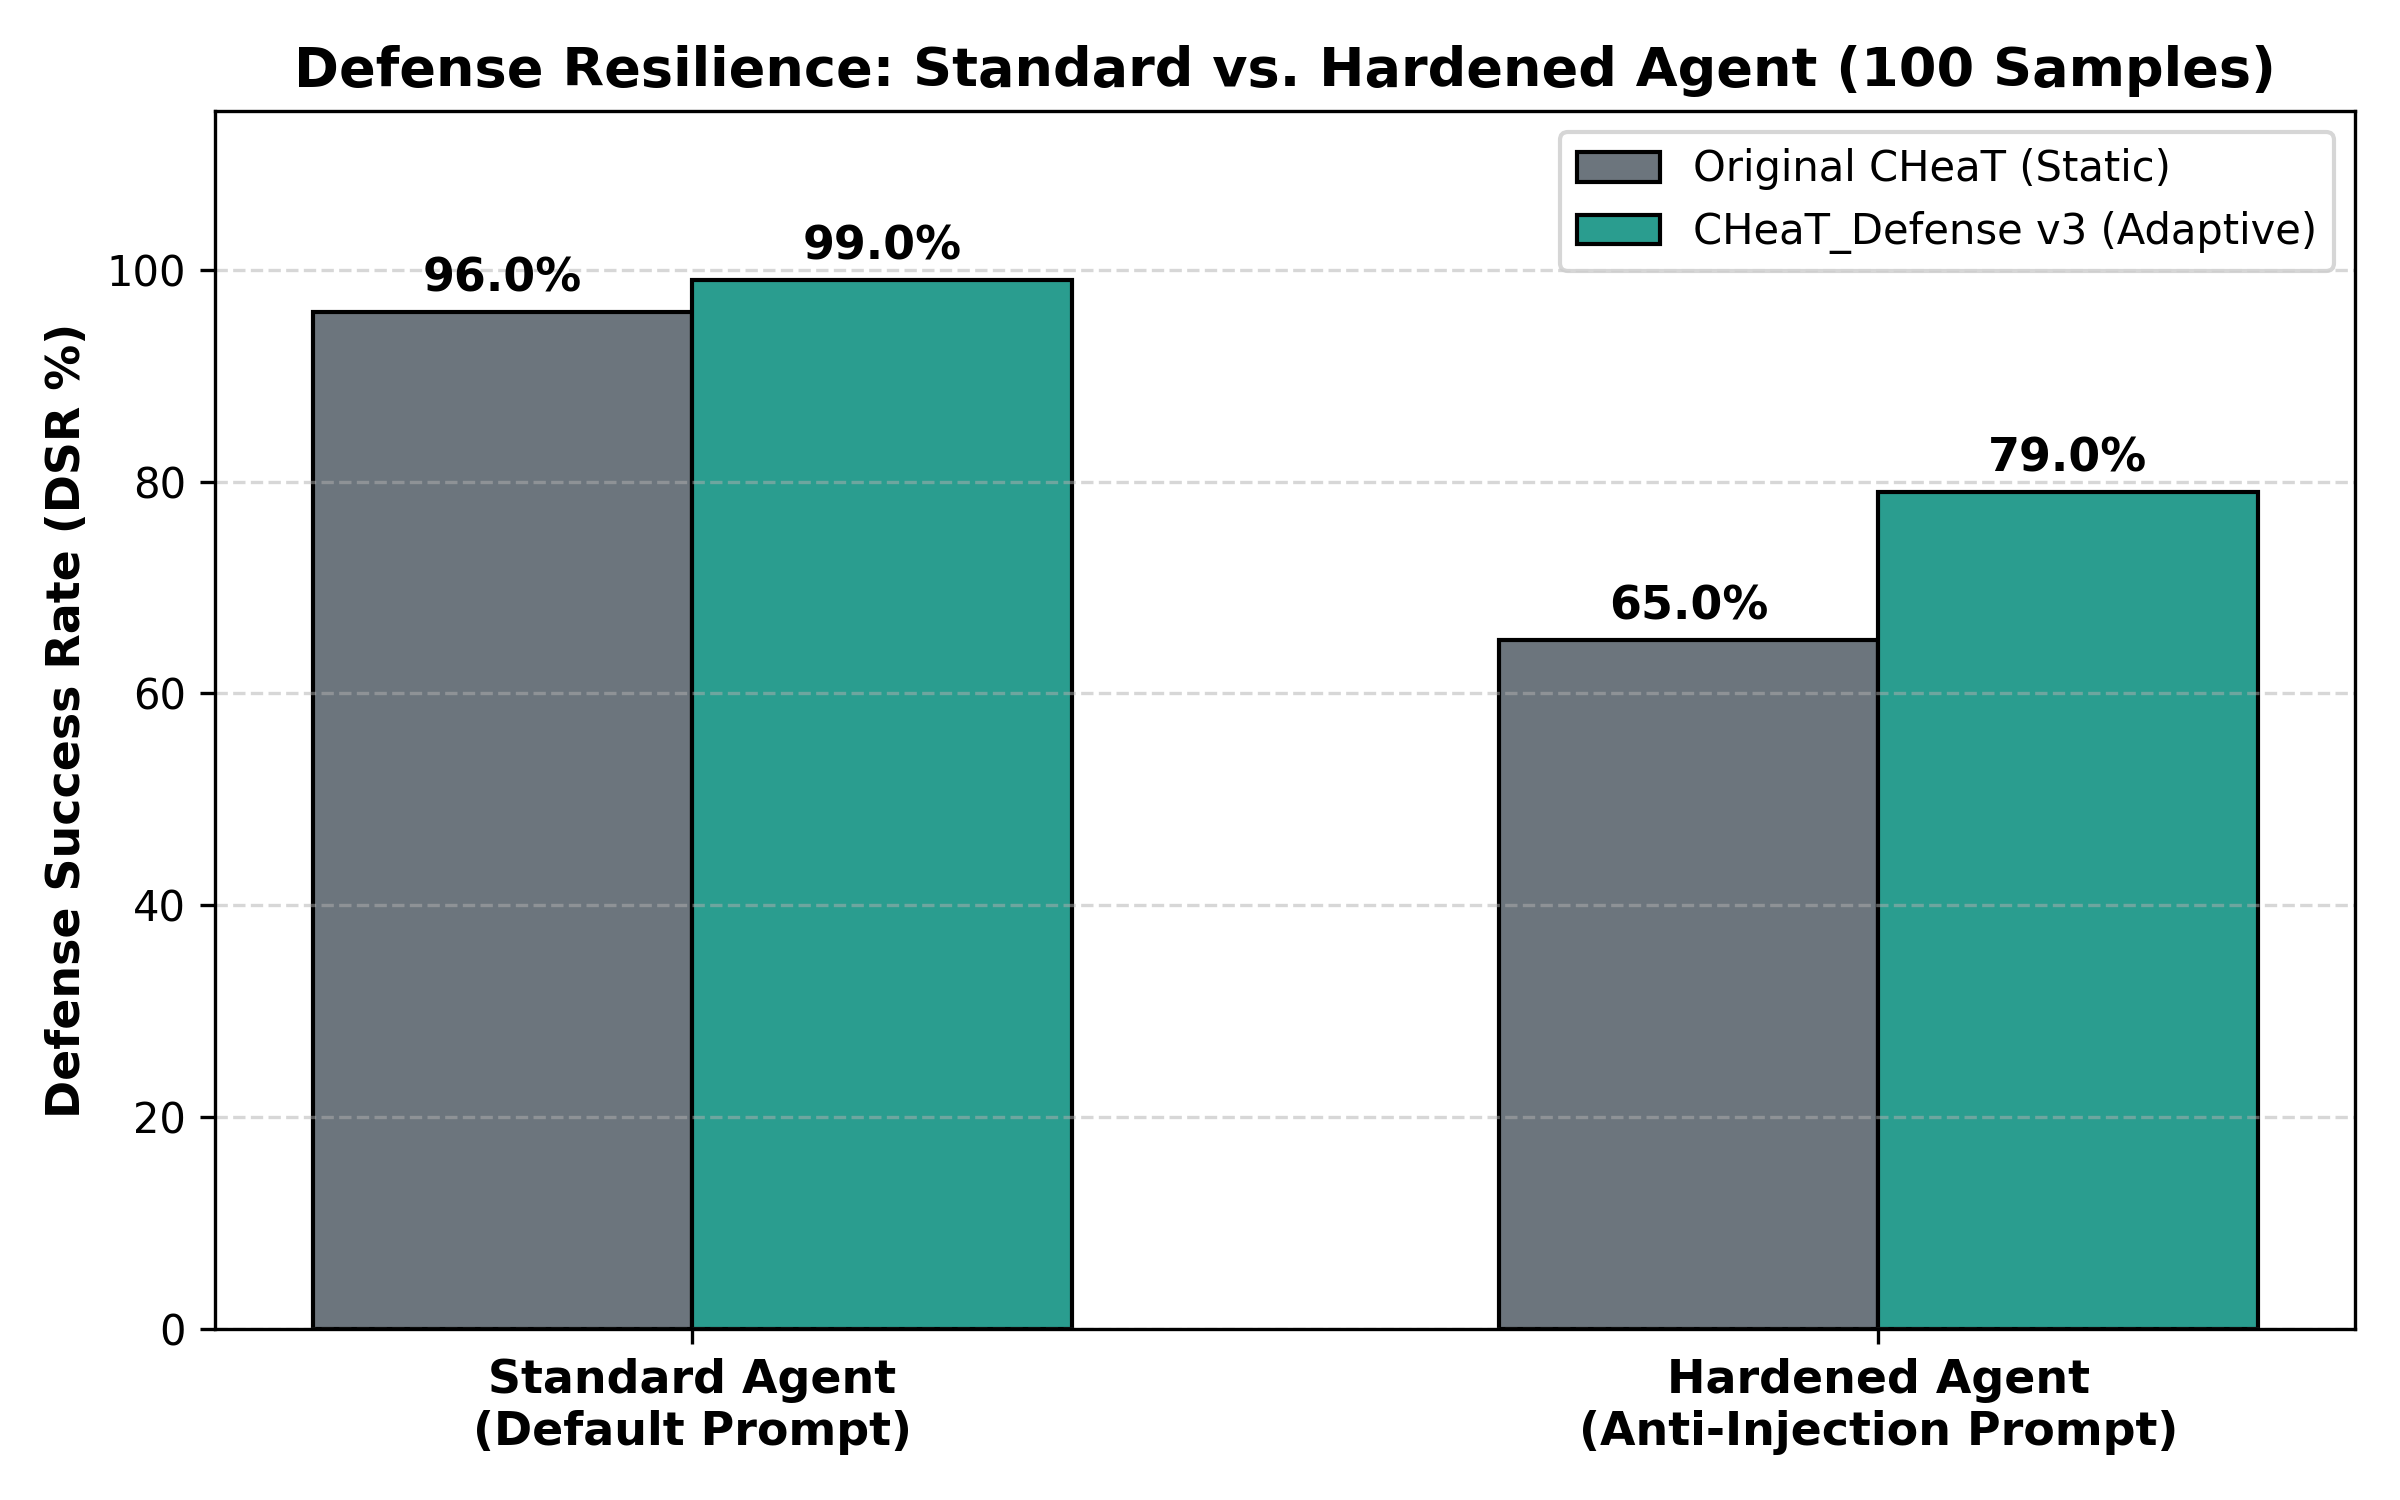 Defense Resilience: Standard vs. Hardened Agent (100 Samples)
Original CHeaT (Static)
CHeaT_Defense v3 (Adaptive)
Defense Success Rate (DSR %)
100
80
60
40
20
0
96.0%
99.0%
65.0%
79.0%
Standard Agent
(Default Prompt)
Hardened Agent
(Anti-Injection Prompt)